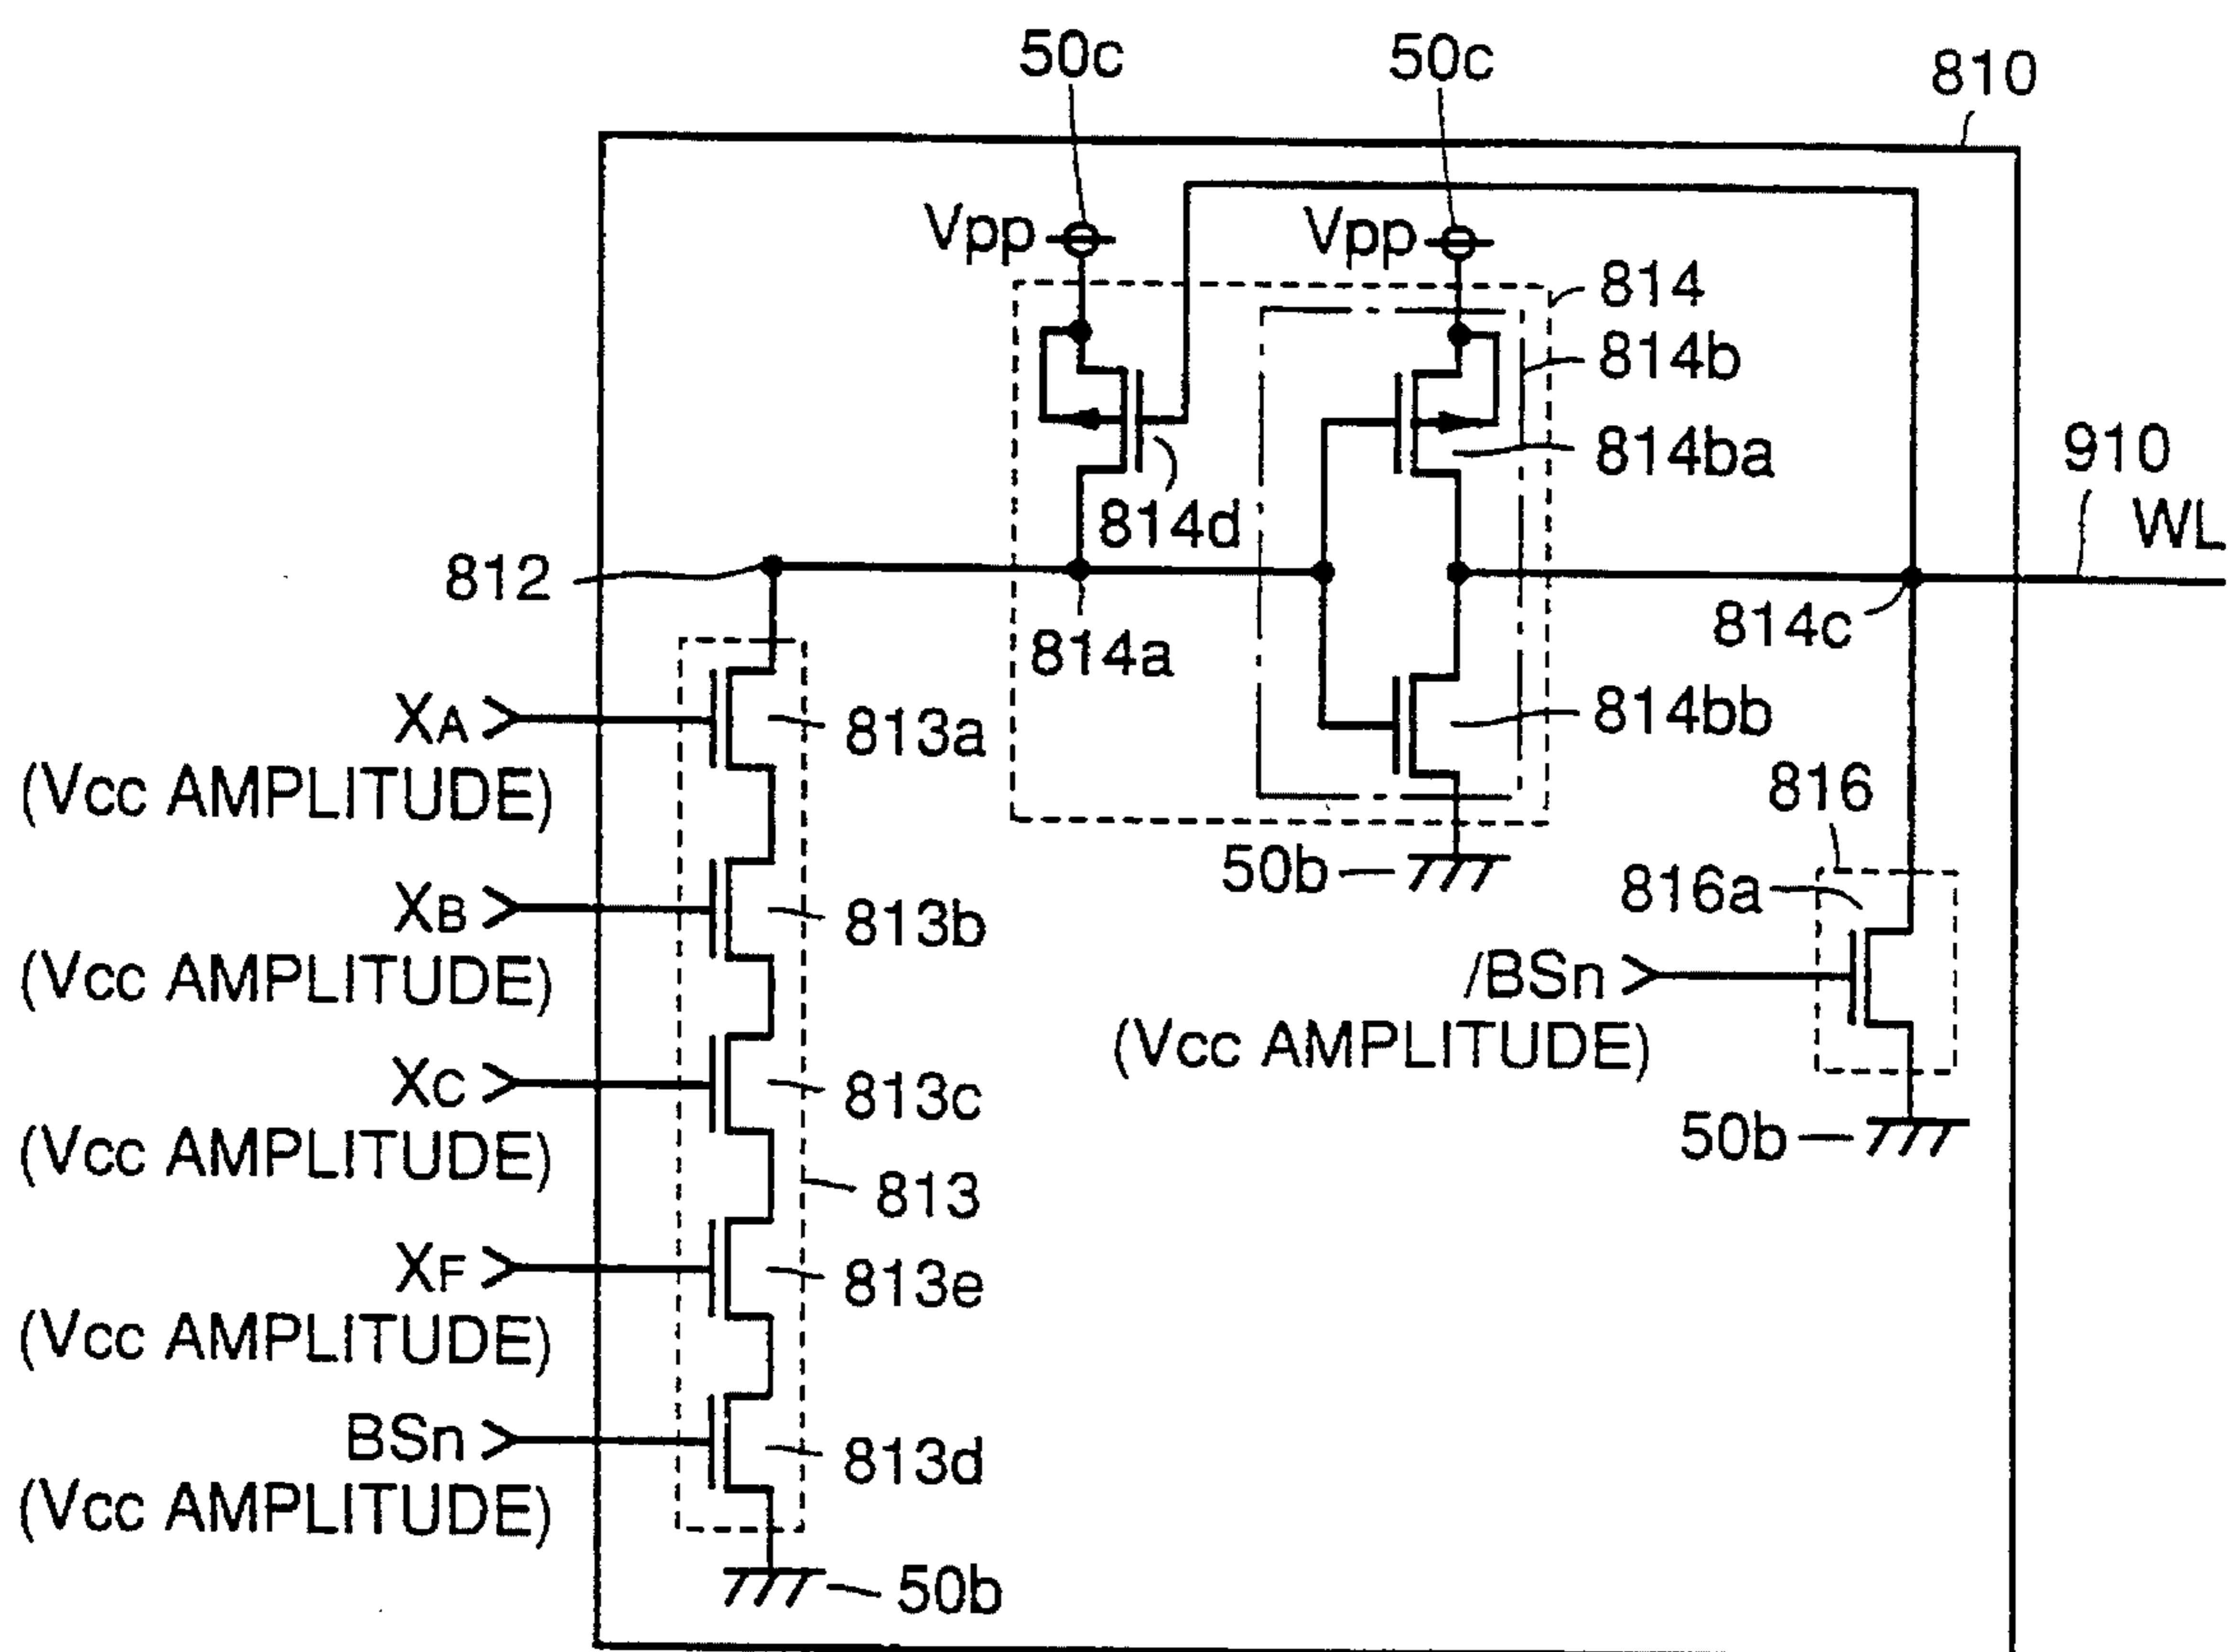 50c
50c
810
Vpp
Vpp
814
814b
814ba
910
WL
814d
812
814a
814c
XA
(Vcc AMPLITUDE)
813a
814bb
816
50b
816a
XB
(Vcc AMPLITUDE)
813b
/BSn
(Vcc AMPLITUDE)
XC
(Vcc AMPLITUDE)
813c
50b
813
XF
(Vcc AMPLITUDE)
813e
BSn
(Vcc AMPLITUDE)
813d
50b